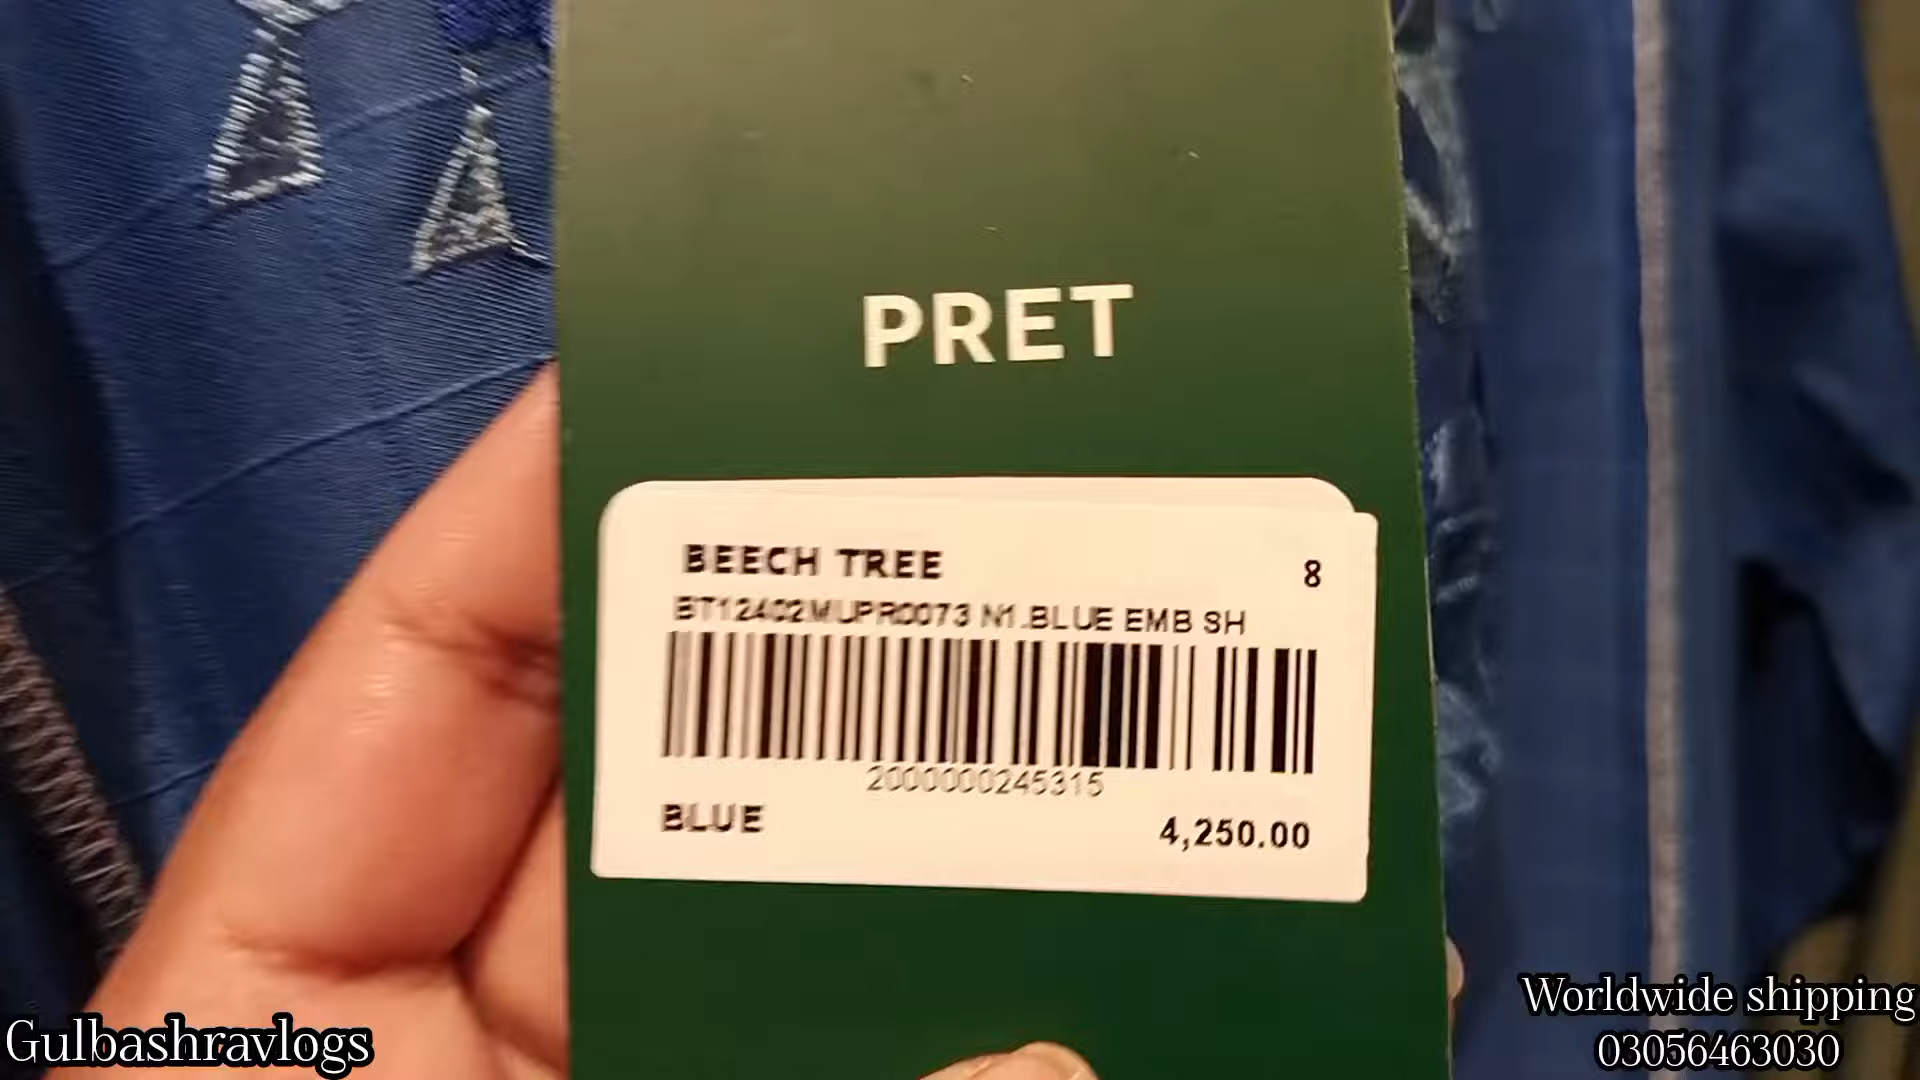 PRET
BEECH TREE 8
BT12402MUPR0073 N1.BLUE EMB SH
2000000245315
BLUE 4,250.00
Gulbashravlogs
Worldwide shipping
03056463030